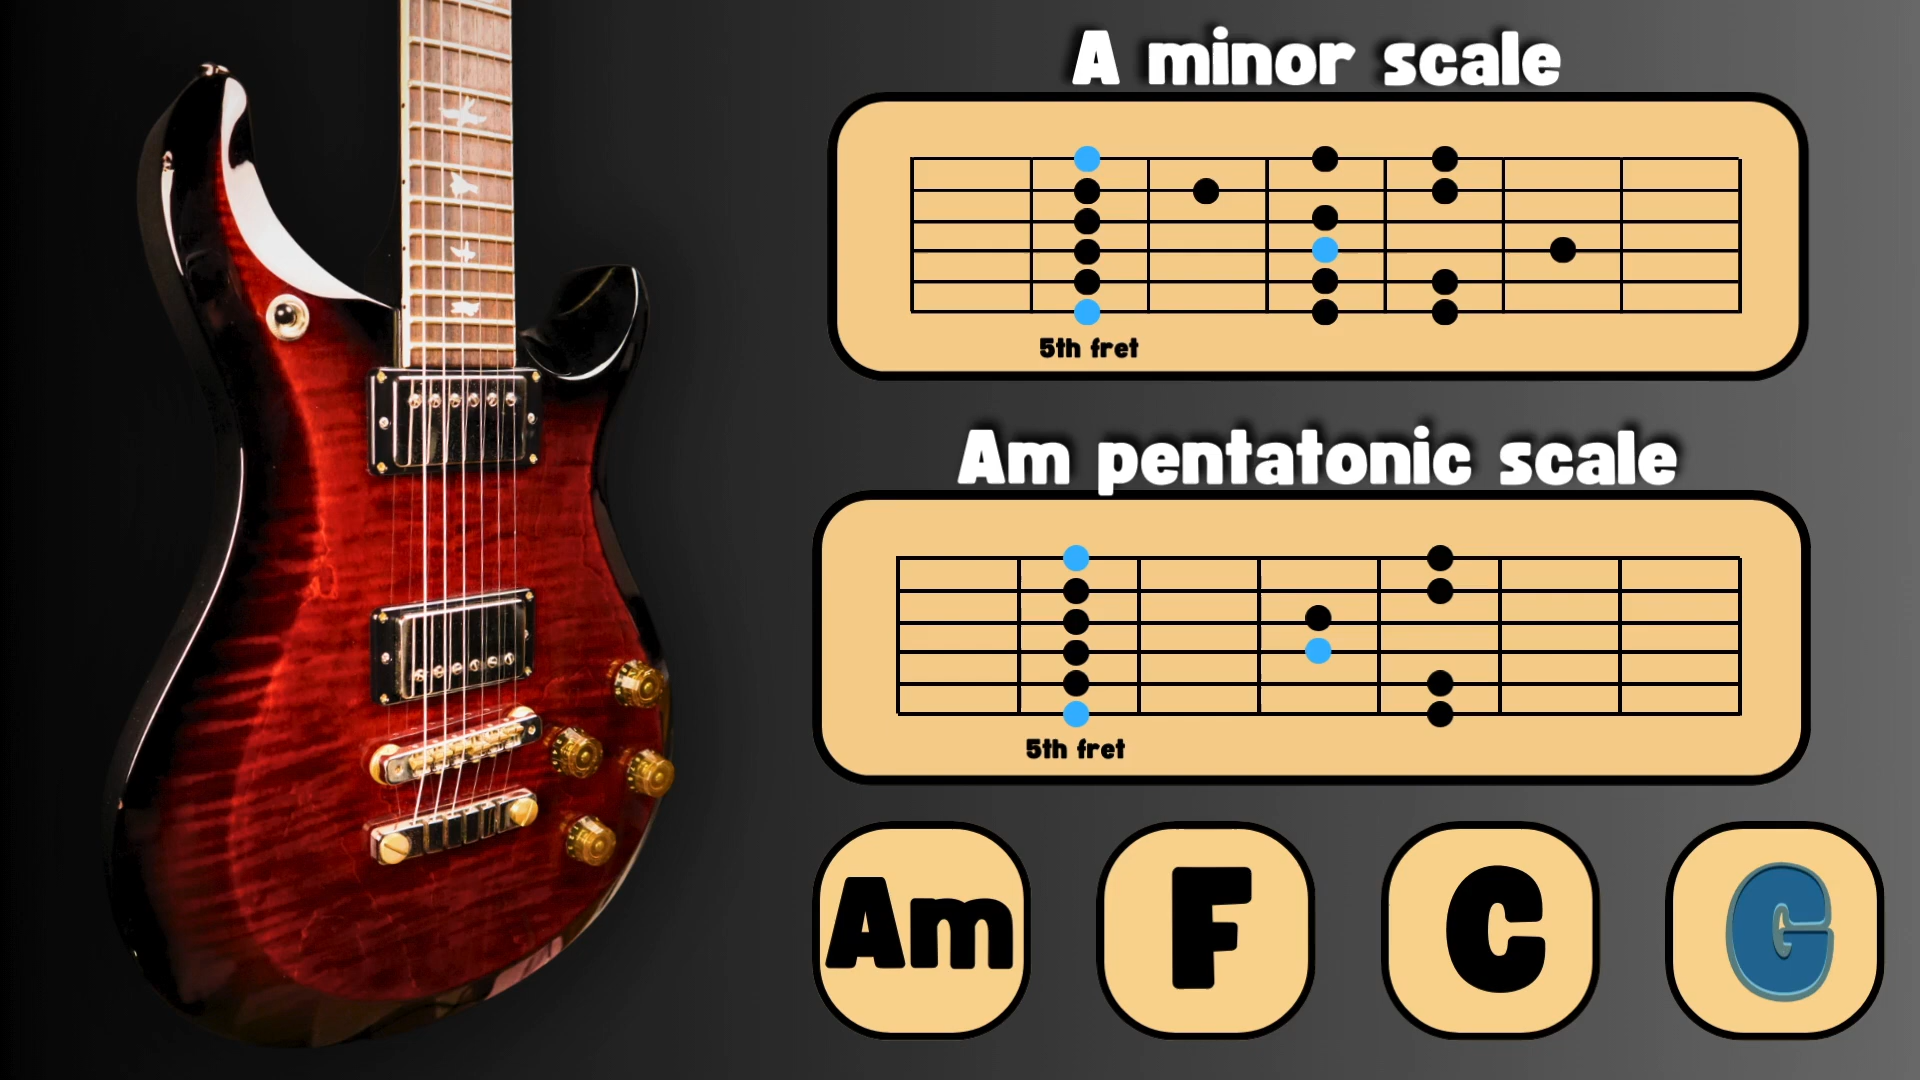 A minor scale
5th fret
Am pentatonic scale
5th fret
Am F C G